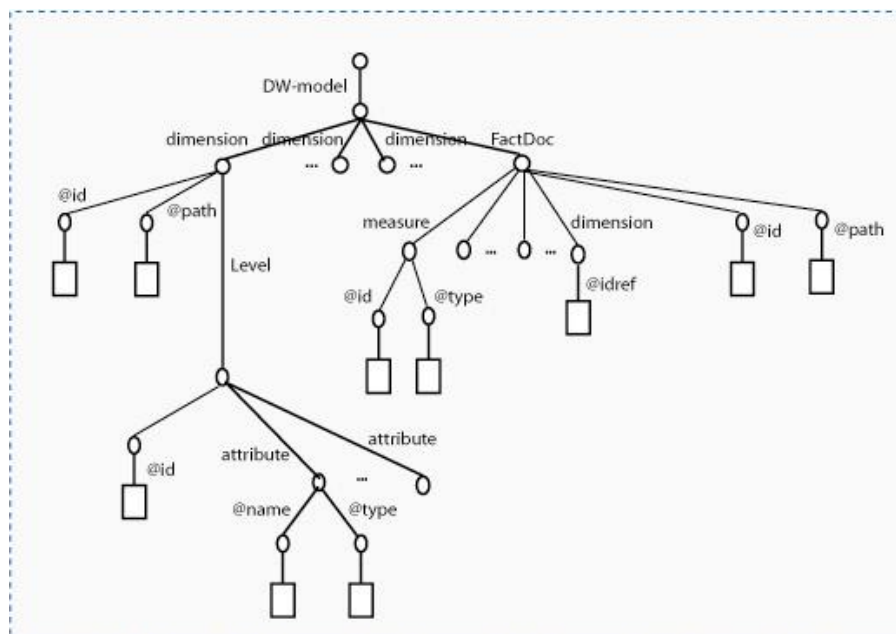 DW-model
dimension dimension dimension FactDoc
... ...
@id
@path
measure
dimension
@id
@path
Level
... ...
@id
@type
@idref
attribute
attribute
@id
...
@name
@type